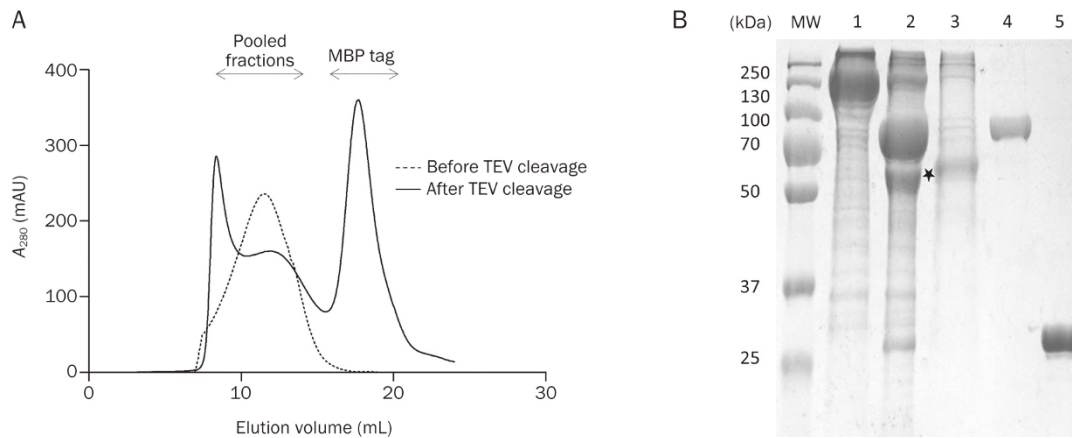 A
Pooled
fractions
MBP tag
400
300
200
100
0
A280 (mAU)
Before TEV cleavage
After TEV cleavage
0
10
20
30
Elution volume (mL)
B
(kDa) MW 1 2 3 4 5
250
130
100
70
50
37
25